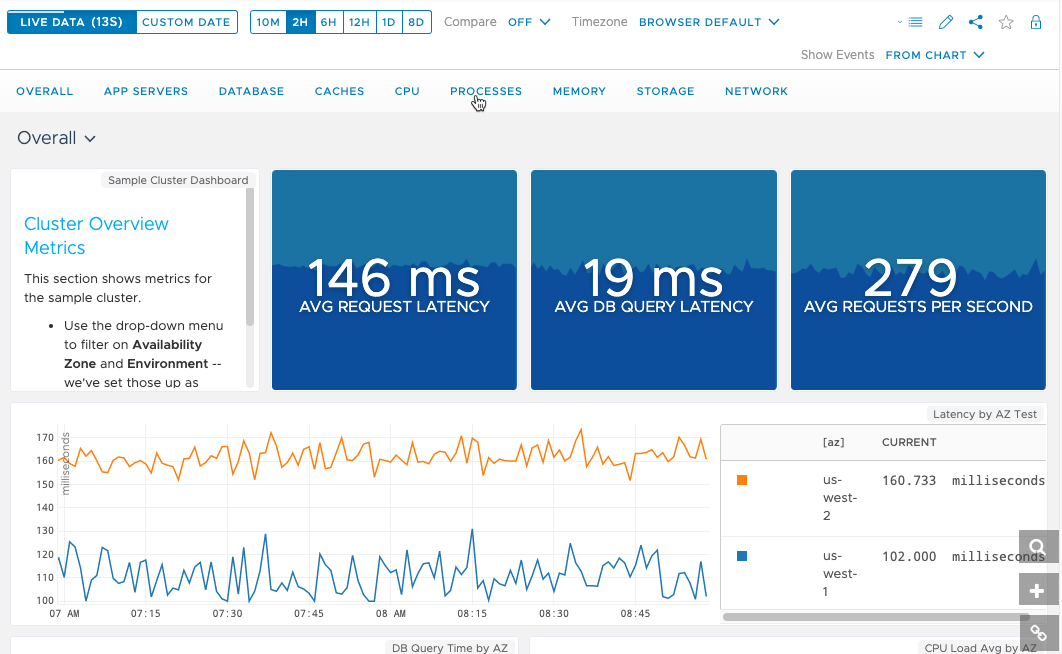 LIVE DATA (13S) CUSTOM DATE 10M 2H 6H 12H 1D 8D Compare OFF Timezone BROWSER DEFAULT
Show Events FROM CHART
OVERALL APP SERVERS DATABASE CACHES CPU PROCESSES MEMORY STORAGE NETWORK
Overall
Sample Cluster Dashboard
Cluster Overview
Metrics
This section shows metrics for
the sample cluster.
• Use the drop-down menu
to filter on Availability
Zone and Environment --
we've set those up as
146 ms
AVG REQUEST LATENCY
19 ms
AVG DB QUERY LATENCY
279
AVG REQUESTS PER SECOND
Latency by AZ Test
milliseconds
170
160
150
140
130
120
110
100
07 AM 07:15 07:30 07:45 08 AM 08:15 08:30 08:45
[az] CURRENT
us-
west-
2
160.733 milliseconds
us-
west-
1
102.000 milliseconds
DB Query Time by AZ
CPU Load Avg by AZ